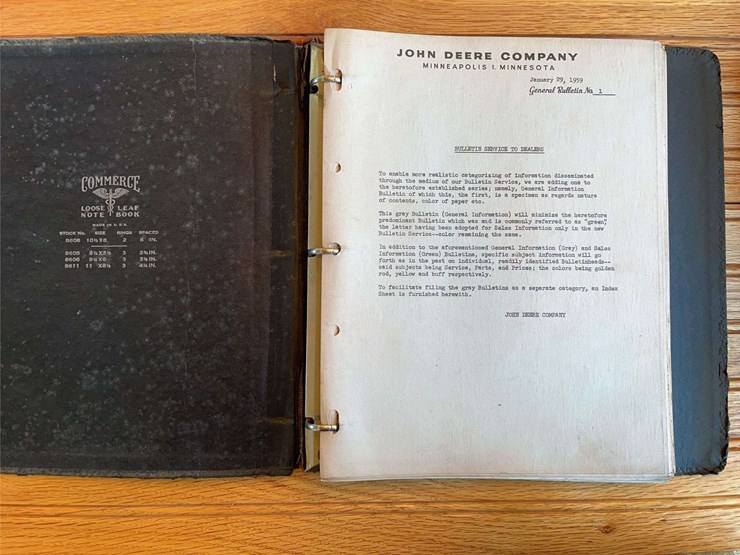 COMMERCE
LOOSE LEAF
NOTE BOOK
MADE IN U.S.A.
STOCK No. SIZE RINGS SPACED
JOHN DEERE COMPANY
MINNEAPOLIS 1, MINNESOTA
January 29, 1959
General Bulletin No. 1
BULLETIN SERVICE TO DEALERS
To enable more realistic categorizing of information disseminated
through the medium of our Bulletin Service, we are adding one to
the heretofore established series; namely, General Information
Bulletin of which this, the first, is a specimen as regards nature
of contents, color of paper etc.
This grey Bulletin (General Information) will minimize the heretofore
predominant Bulletin which was and is commonly referred to as "green",
the latter having been adopted for Sales Information only in the new
Bulletin Service--color remaining the same.
In addition to the aforementioned General Information (Grey) and Sales
Information (Green) Bulletins, specific subject information will go
forth as in the past on individual, readily identified Bulletinheads--
said subjects being Service, Parts, and Prices; the colors being golden
rod, yellow and buff respectively.
To facilitate filing the gray Bulletins as a separate category, an Index
Sheet is furnished herewith.
JOHN DEERE COMPANY